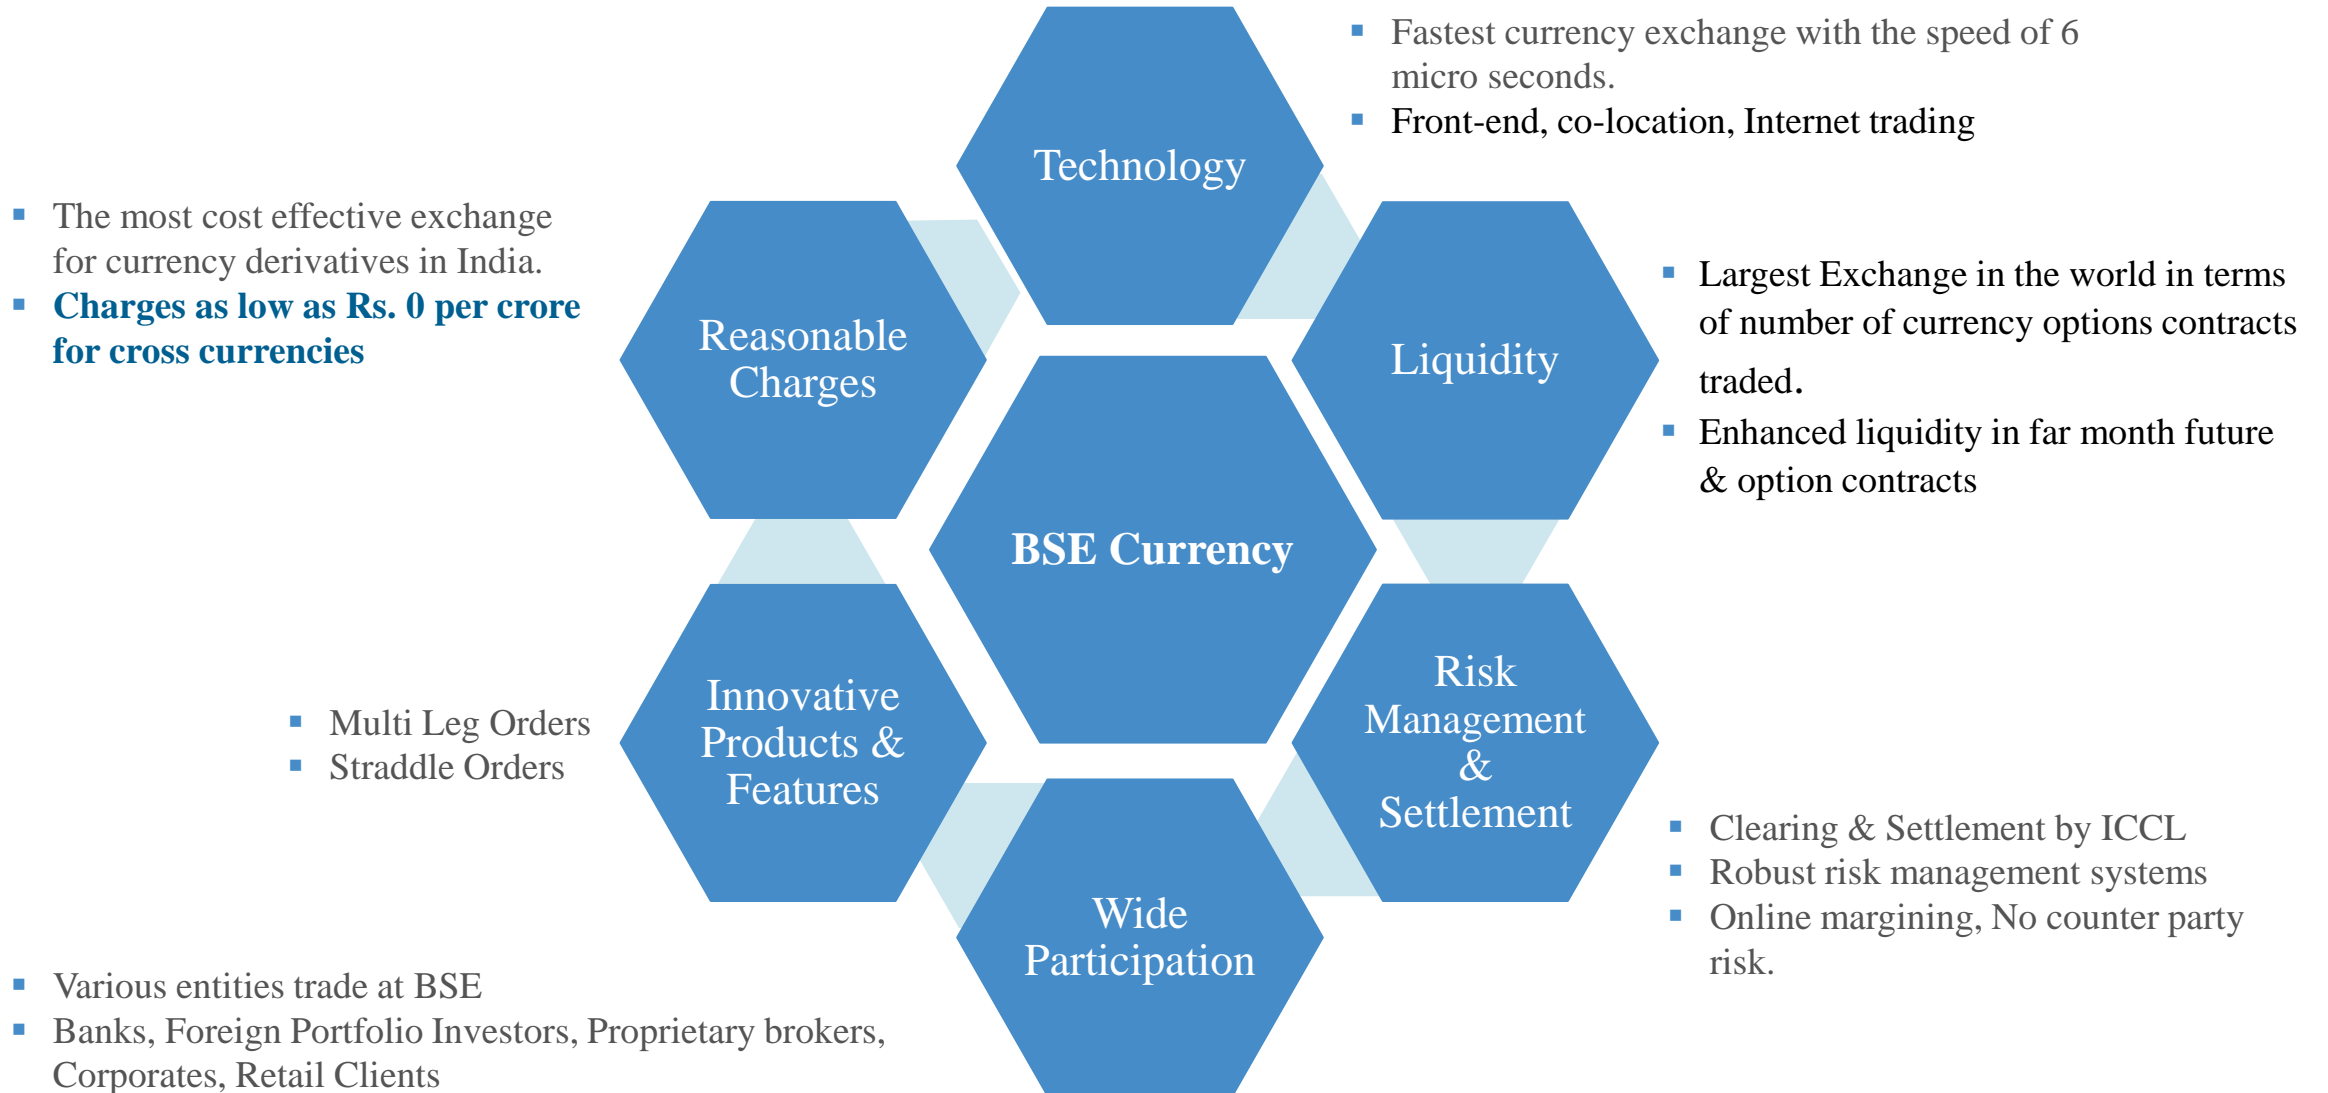 Technology
▪ Fastest currency exchange with the speed of 6
micro seconds.
▪ Front-end, co-location, Internet trading
▪ The most cost effective exchange
for currency derivatives in India.
▪ Charges as low as Rs. 0 per crore
for cross currencies
Reasonable
Charges
Liquidity
▪ Largest Exchange in the world in terms
of number of currency options contracts
traded.
▪ Enhanced liquidity in far month future
& option contracts
BSE Currency
▪ Multi Leg Orders
▪ Straddle Orders
Innovative
Products &
Features
Risk
Management
&
Settlement
▪ Clearing & Settlement by ICCL
▪ Robust risk management systems
▪ Online margining, No counter party
risk.
Wide
Participation
▪ Various entities trade at BSE
▪ Banks, Foreign Portfolio Investors, Proprietary brokers,
Corporates, Retail Clients